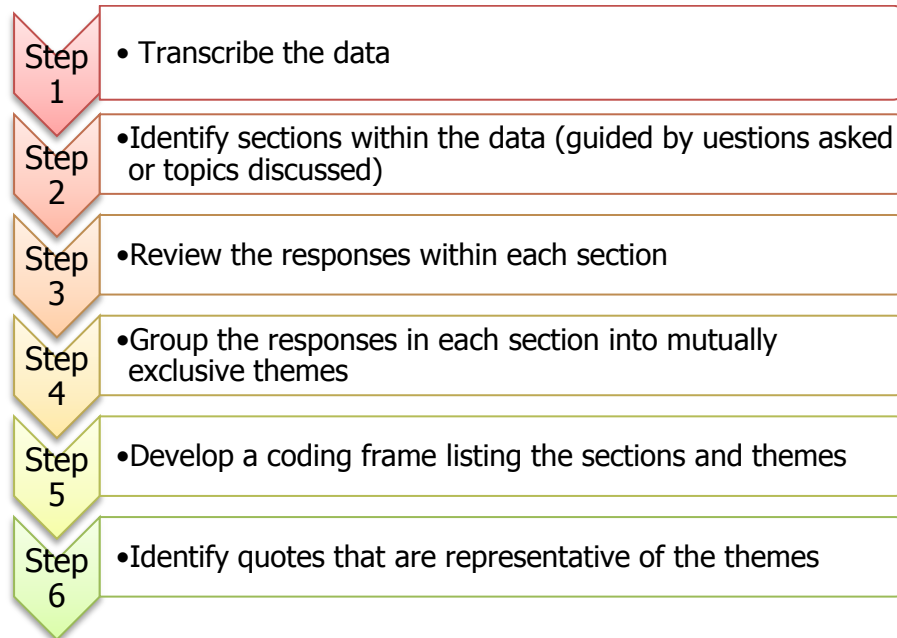 Step
1
• Transcribe the data
Step
2
•Identify sections within the data (guided by uestions asked
or topics discussed)
Step
3
•Review the responses within each section
Step
4
•Group the responses in each section into mutually
exclusive themes
Step
5
•Develop a coding frame listing the sections and themes
Step
6
•Identify quotes that are representative of the themes